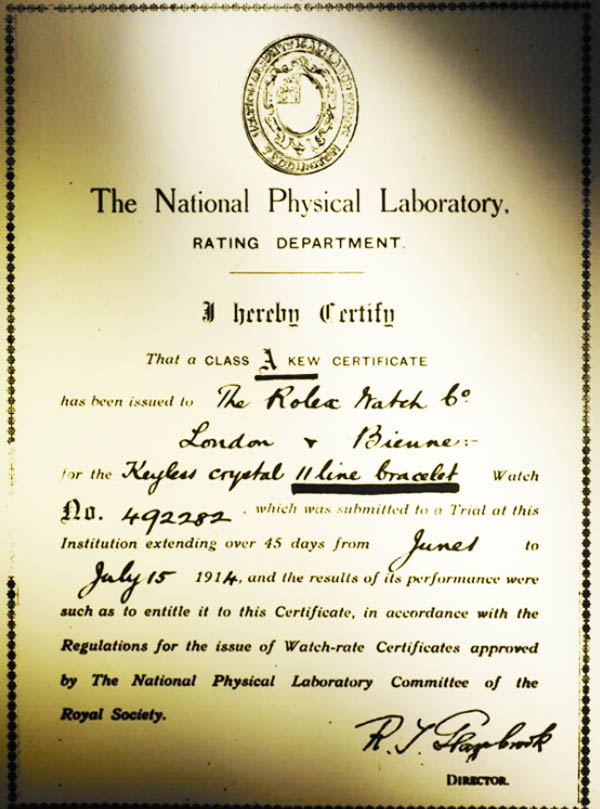 The National Physical Laboratory,
RATING DEPARTMENT.
I hereby Certify
That a CLASS A KEW CERTIFICATE
has been issued to The Rolex Watch Co
London & Bienne:-
for the Keyless crystal 11 line bracelet Watch
No. 492282, which was submitted to a Trial at this
Institution extending over 45 days from June 1 to
July 15 1914, and the results of its performance were
such as to entitle it to this Certificate, in accordance with the
Regulations for the issue of Watch-rate Certificates approved
by The National Physical Laboratory Committee of the
Royal Society.
R. T. Glazebrook
DIRECTOR.